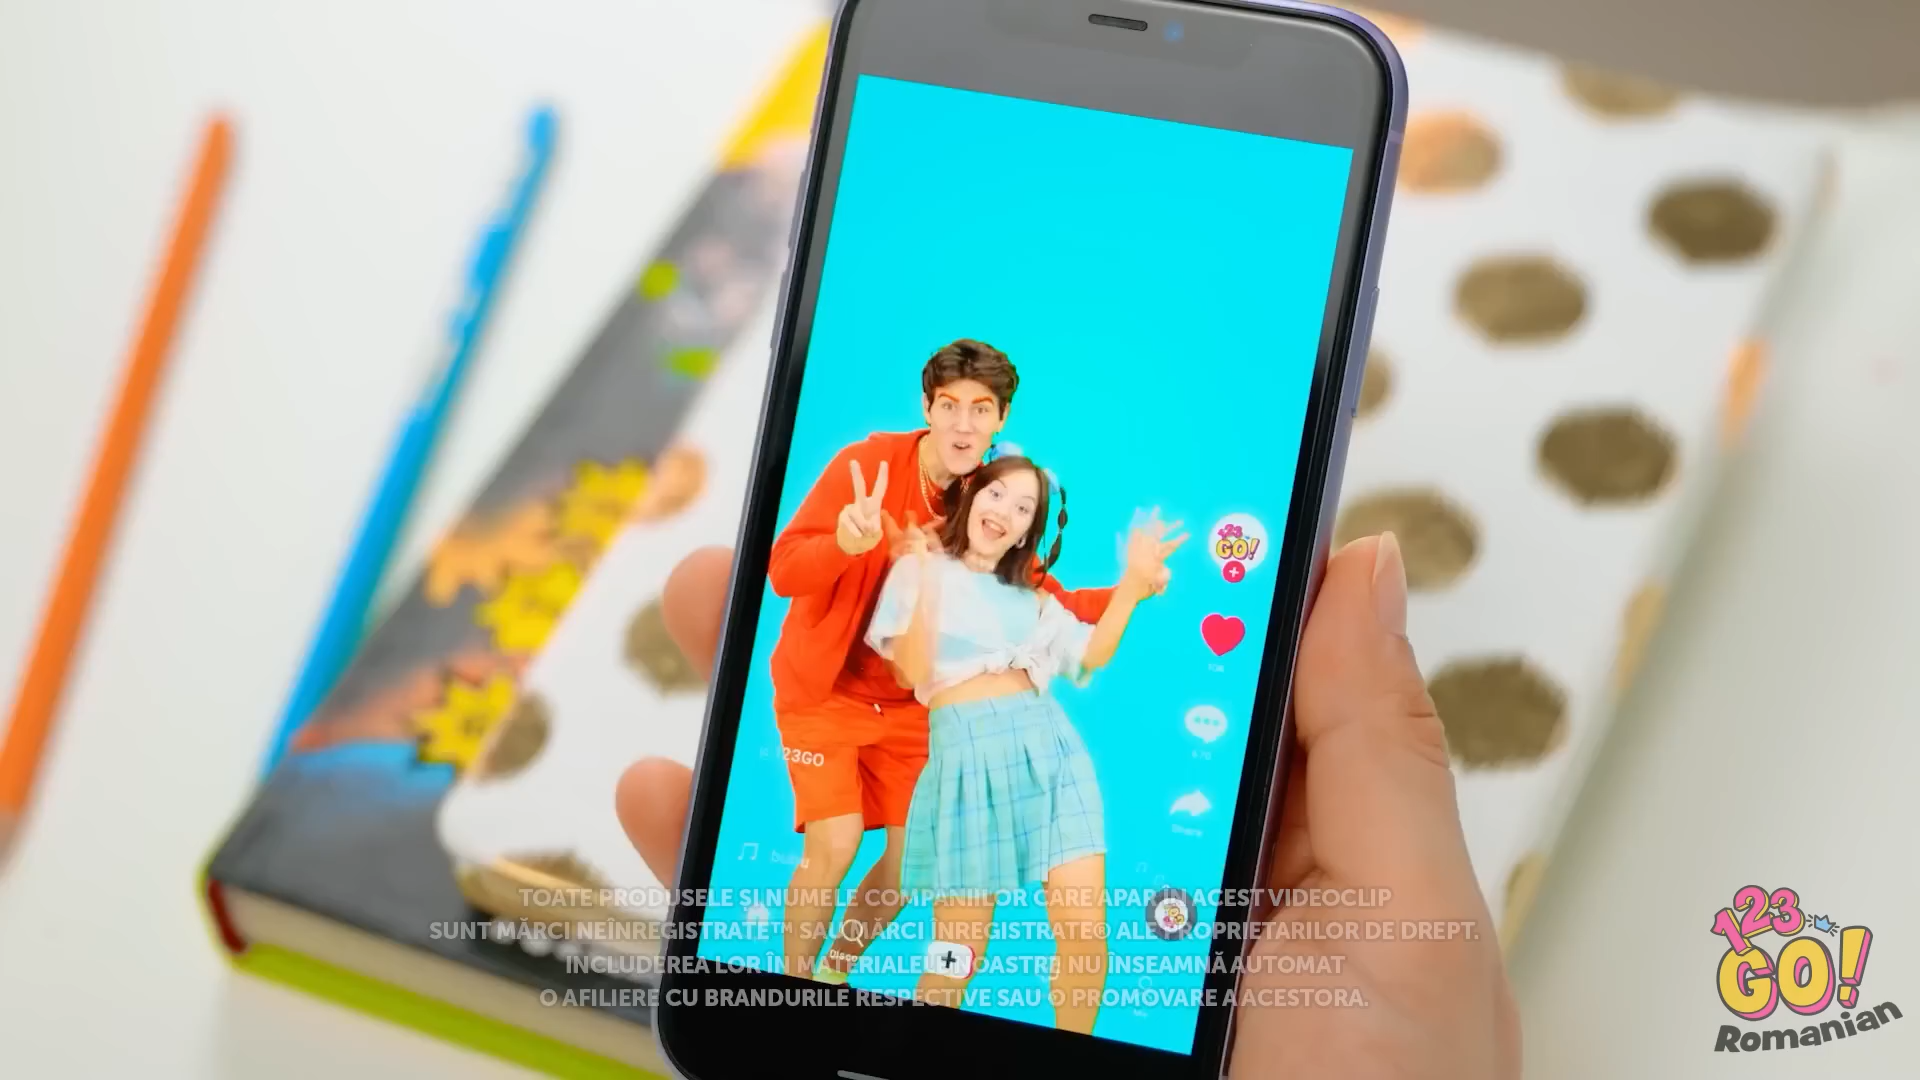 123
GO!
123GO
Share
TOATE PRODUSELE ȘI NUMELE COMPANIILOR CARE APAR ÎN ACEST VIDEOCLIP
SUNT MĂRCI NEÎNREGISTRATE™ SAU MĂRCI ÎNREGISTRATE® ALE PROPRIETARILOR DE DREPT.
INCLUDEREA LOR ÎN MATERIALELE NOASTRE NU ÎNSEAMNĂ AUTOMAT
O AFILIERE CU BRANDURILE RESPECTIVE SAU O PROMOVARE A ACESTORA.
123
GO!
Romanian